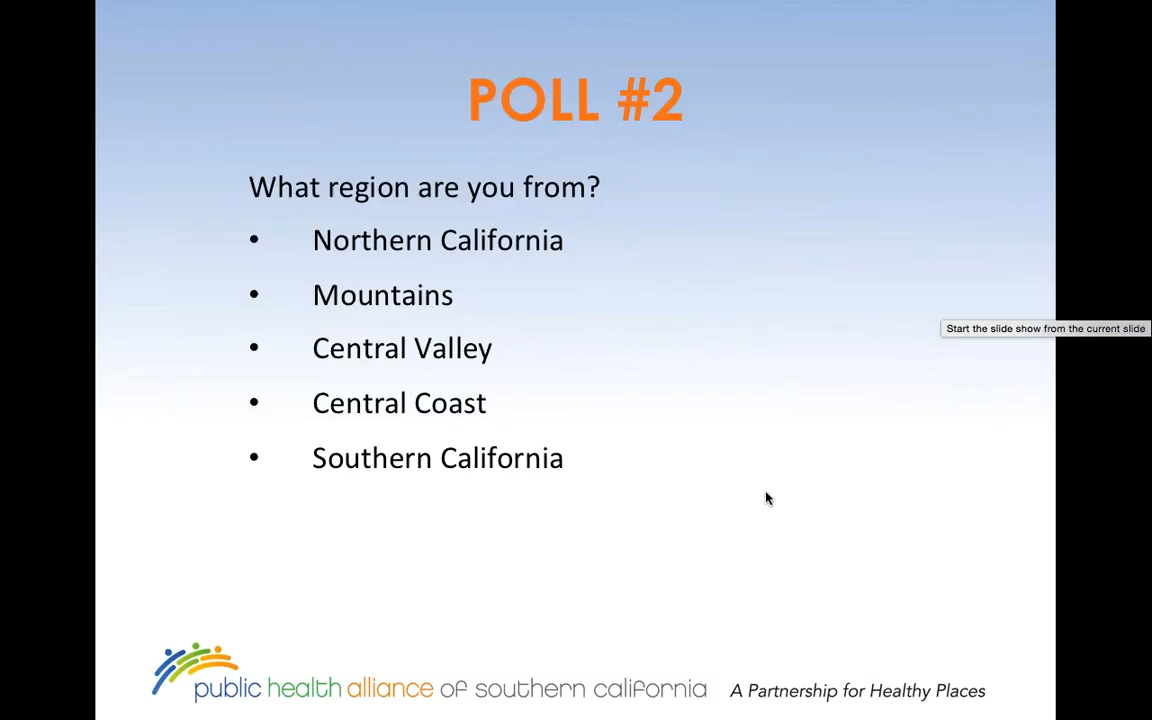 POLL #2
What region are you from?
• Northern California
• Mountains
Start the slide show from the current slide
• Central Valley
• Central Coast
• Southern California
public health alliance of southern california A Partnership for Healthy Places